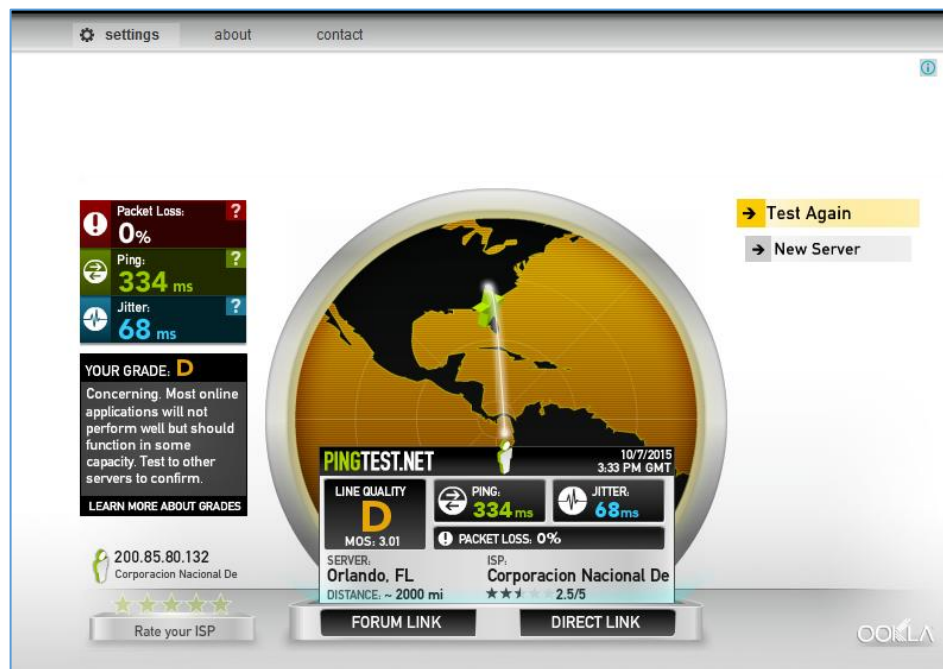 settings about contact
Packet Loss: ?
0%
Ping: ?
334 ms
Jitter: ?
68 ms
YOUR GRADE: D
Concerning. Most online
applications will not
perform well but should
function in some
capacity. Test to other
servers to confirm.
LEARN MORE ABOUT GRADES
200.85.80.132
Corporacion Nacional De
Rate your ISP
PINGTEST.NET
10/7/2015
3:33 PM GMT
LINE QUALITY
D
MOS: 3.01
PING:
334 ms
JITTER:
68 ms
PACKET LOSS: 0%
SERVER:
Orlando, FL
DISTANCE: ~ 2000 mi
ISP:
Corporacion Nacional De
2.5/5
FORUM LINK
DIRECT LINK
Test Again
New Server
OOKLA